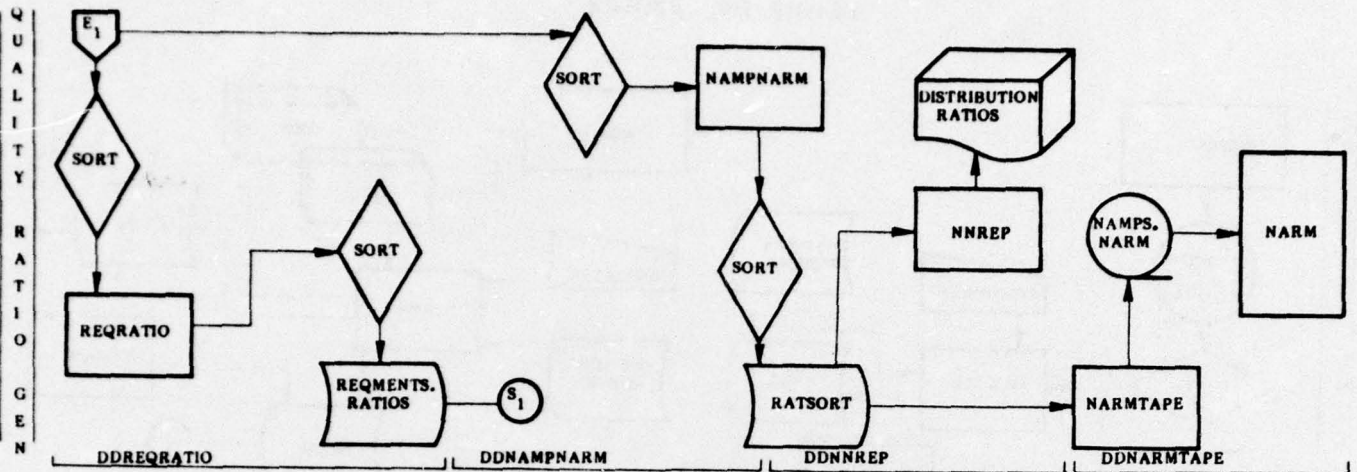 QUALITY RATIO GEN
E1
SORT
REQRATIO
SORT
REQMENTS.
RATIOS
S1
SORT
NAMPNARM
SORT
RATSORT
DISTRIBUTION
RATIOS
NNREP
NAMPS.
NARM
NARMTAPE
NARM
DDREQRATIO
DDNAMPNARM
DDNNREP
DDNARMTAPE